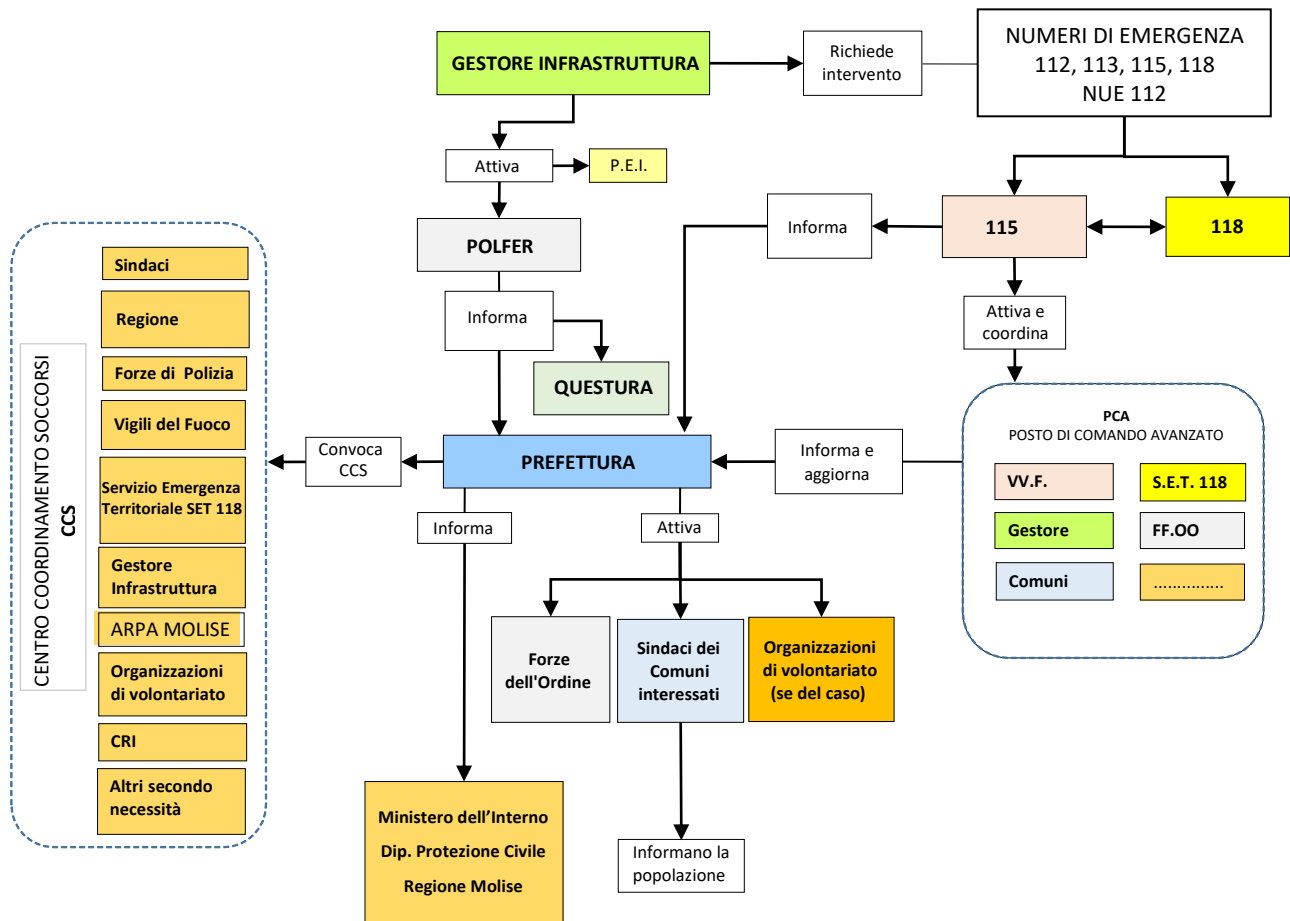 GESTORE INFRASTRUTTURA
Richiede
intervento
NUMERI DI EMERGENZA
112, 113, 115, 118
NUE 112
Attiva
P.E.I.
POLFER
Informa
115
118
Informa
Attiva e
coordina
QUESTURA
PREFETTURA
Convoca
CCS
Informa e
aggiorna
Informa
Attiva
CENTRO COORDINAMENTO SOCCORSI
CCS
Sindaci
Regione
Forze di Polizia
Vigili del Fuoco
Servizio Emergenza
Territoriale SET 118
Gestore
Infrastruttura
ARPA MOLISE
Organizzazioni
di volontariato
CRI
Altri secondo
necessità
PCA
POSTO DI COMANDO AVANZATO
VV.F.
S.E.T. 118
Gestore
FF.OO
Comuni
...............
Forze
dell'Ordine
Sindaci dei
Comuni
interessati
Organizzazioni
di volontariato
(se del caso)
Ministero dell’Interno
Dip. Protezione Civile
Regione Molise
Informano la
popolazione